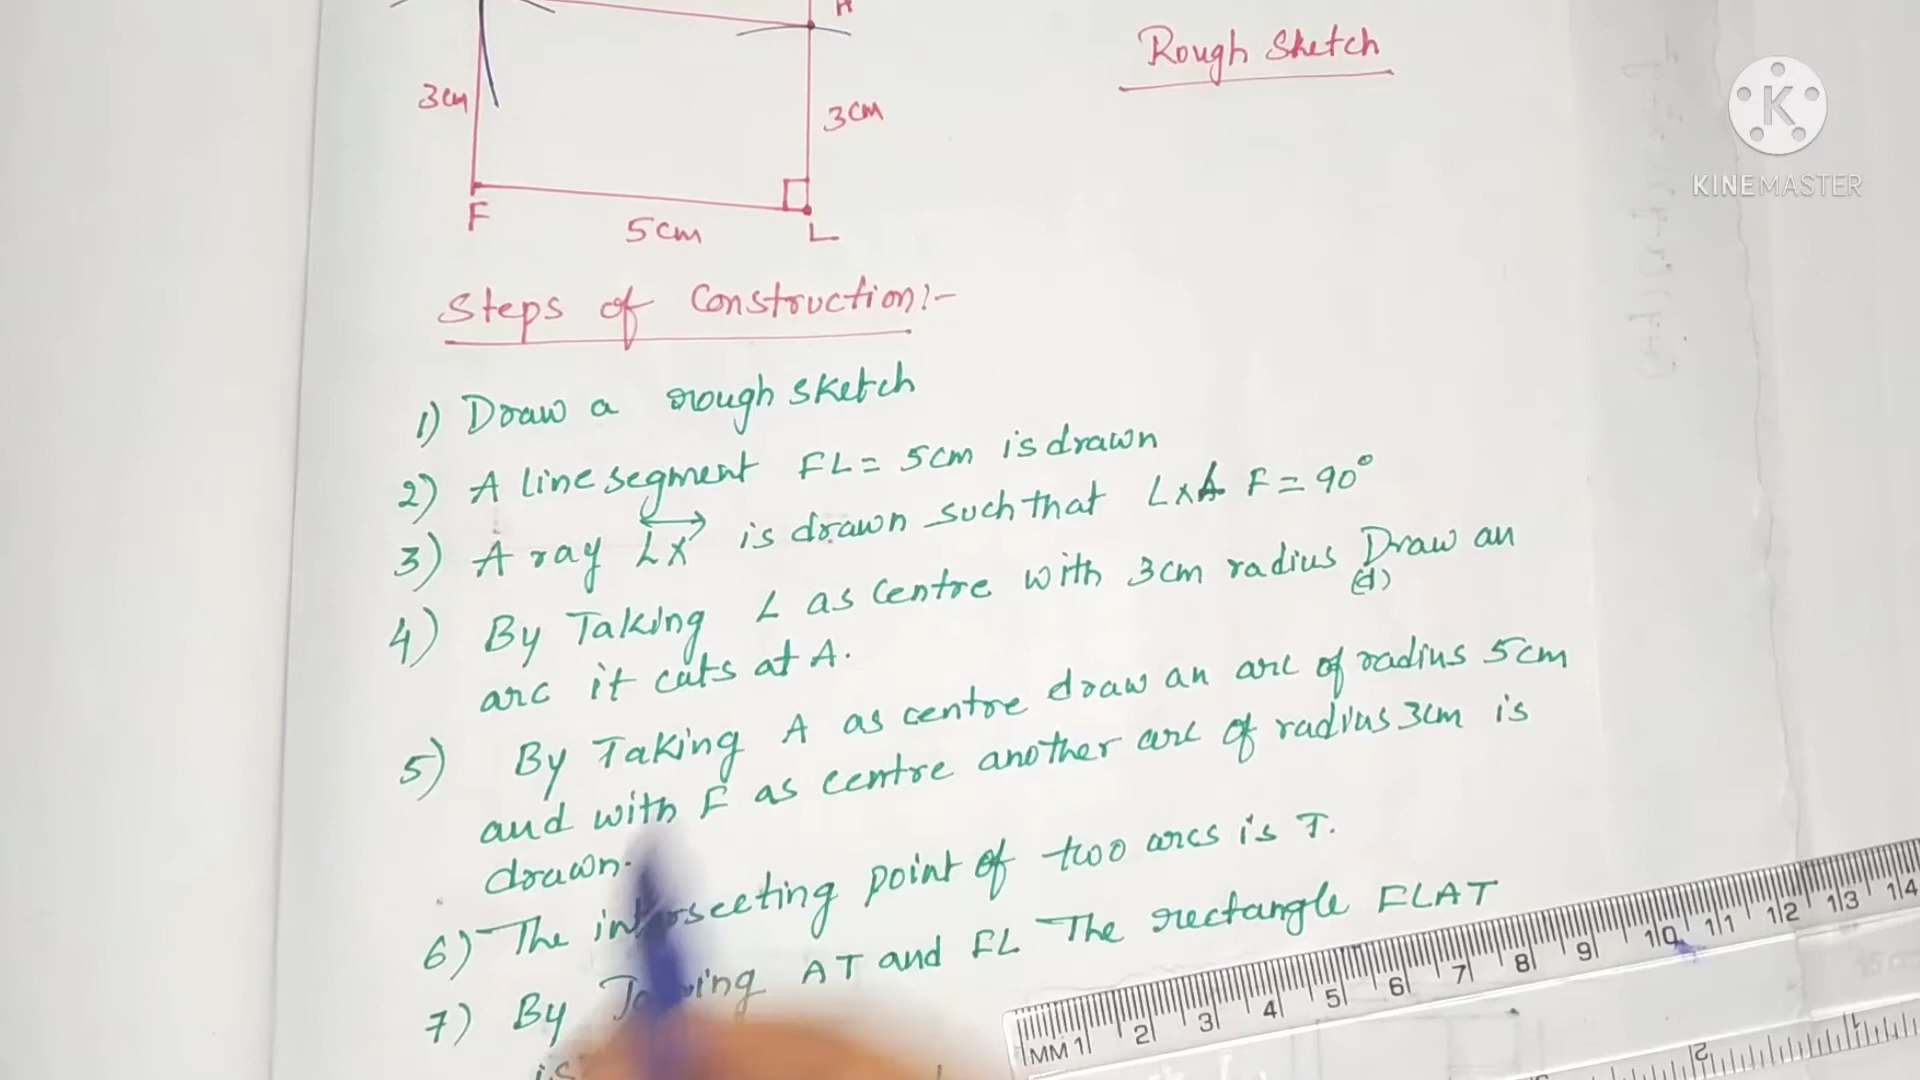 A
Rough Sketch
3cm
3cm
F
5cm
L
KINEMASTER
Steps of Construction:-
1) Draw a rough sketch
2) A line segment FL = 5cm is drawn
3) A ray LX is drawn such that LXA F = 90°
4) By Taking L as centre with 3cm radius Draw an
(d)
arc it cuts at A.
5) By Taking A as centre draw an arc of radius 5cm
and with F as centre another arc of radius 3cm is
drawn.
6) The intersecting point of two arcs is T.
7) By AT and FL The rectangle FLAT
is
MM 1 2 3 4 5 6 7 8 9 10 11 12 13 14
2